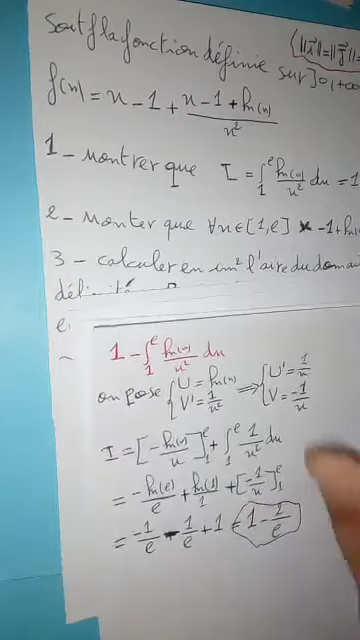 Soit f la fonction définie sur ]0,+∞
(||i||=||j||=
f(x) = x - 1 + (x - 1 + ln(x))/x²
1 - montrer que I = ∫₁ᵉ ln(x)/x² dx = 1
2 - Monter que ∀x∈[1,e] x - 1 + ln
3 - calculer en cm² l'aire du domai
délimité
e
1 - ∫₁ᵉ ln(x)/x² dx
on pose { U = ln(x) ⟹ { U' = 1/x
V' = 1/x² V = -1/x
I = [-ln(x)/x]₁ᵉ + ∫₁ᵉ 1/x² dx
= -ln(e)/e + ln(1)/1 + [-1/x]₁ᵉ
= -1/e - 1/e + 1 = 1 - 2/e